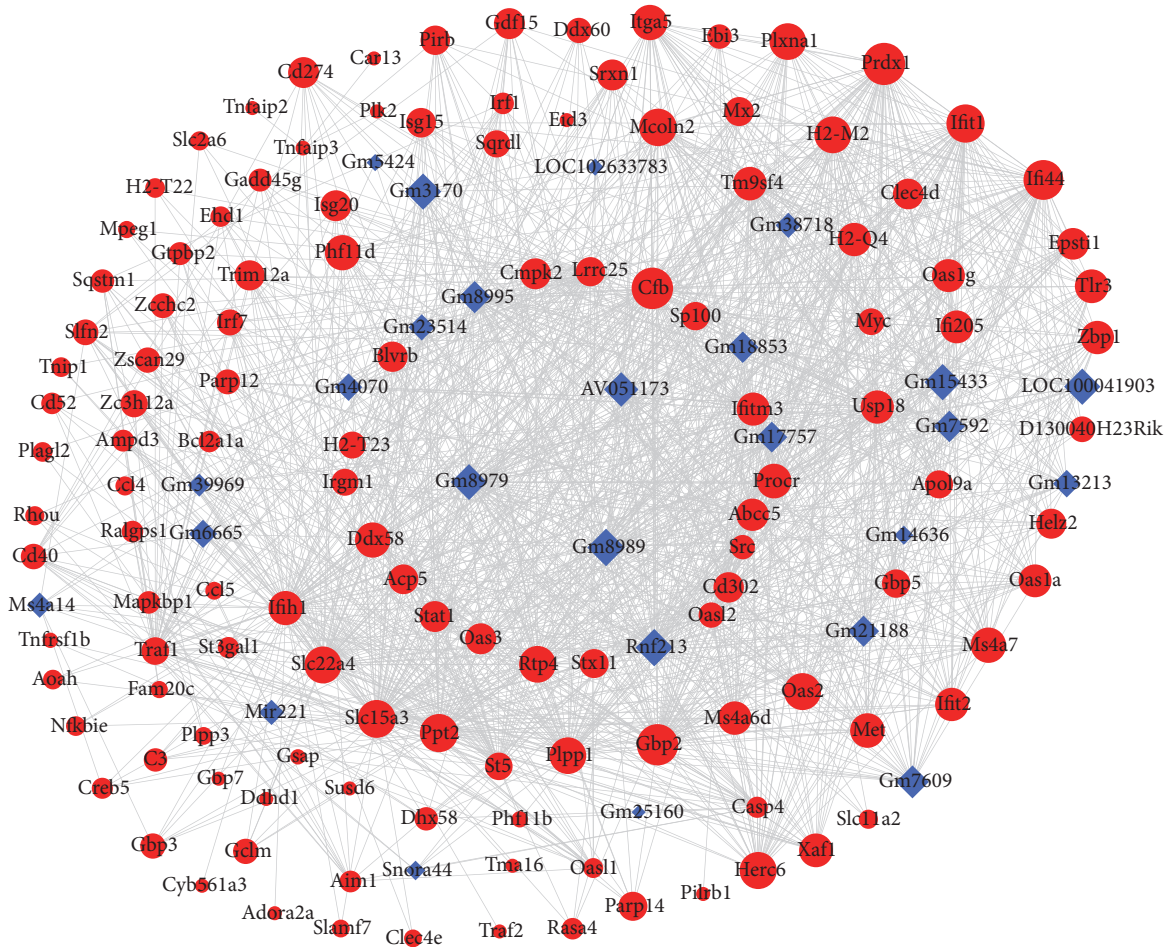 Itga5
Gdf15
Ddx60
Ebi3
Pirb
Plxna1
Car13
Prdx1
Cd274
Srxn1
Tnfaip2
Plk2
Irf1
Mx2
Isg15
Eid3
Mcoln2
Ifit1
H2-M2
Slc2a6
Tnfaip3
Sqrdl
Gm5424
LOC102633783
Ifi44
H2-T22
Gadd45g
Gm3170
Tm9sf4
Clec4d
Isg20
Ehd1
Mpeg1
Gm38718
H2-Q4
Epsti1
Gtpbp2
Phf11d
Trim12a
Cmpk2
Lrrc25
Oas1g
Sqstm1
Cfb
Tlr3
Gm8995
Zcchc2
Sp100
Irf7
Myc
Ifi205
Gm23514
Slfn2
Zbp1
Gm18853
Zscan29
Blvrb
Tnip1
Parp12
Gm4070
AV051173
Gm15433
LOC100041903
Cd52
Zc3h12a
Ifitm3
Usp18
Gm7592
D130040H23Rik
Gm17757
Ampd3
Bcl2a1a
H2-T23
Plagl2
Ccl4
Gm39969
Irgm1
Gm8979
Procr
Apol9a
Gm13213
Rhou
Abcc5
Helz2
Ralgps1
Gm6665
Ddx58
Gm14636
Gm8989
Src
Cd40
Acp5
Cd302
Gbp5
Oas1a
Ccl5
Ms4a14
Mapkbp1
Ifih1
Stat1
Oasl2
Gm21188
Tnfrsf1b
Traf1
St3gal1
Oas3
Rnf213
Ms4a7
Slc22a4
Rtp4
Stx11
Aoah
Fam20c
Oas2
Ifit2
Mir221
Slc15a3
Ms4a6d
Nfkbie
Plpp3
Ppt2
Met
Gbp2
C3
Gsap
Plpp1
St5
Gbp7
Gm7609
Creb5
Ddhd1
Susd6
Gm25160
Casp4
Dhx58
Phf11b
Slc11a2
Gbp3
Gclm
Xaf1
Tma16
Oasl1
Herc6
Snora44
Cyb561a3
Aim1
Pilrb1
Parp14
Adora2a
Slamf7
Rasa4
Traf2
Clec4e